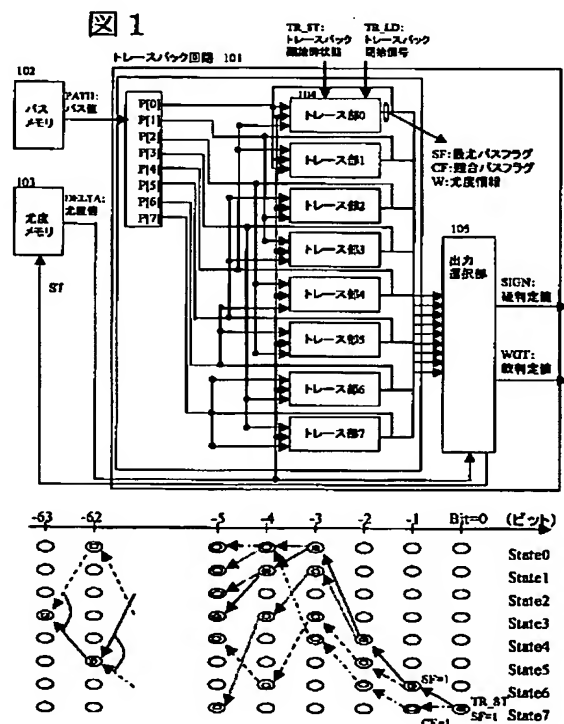 図1
TR_ST:
トレースバック
開始時状態
TR_LD:
トレースバック
開始信号
トレースバック回路 101
102
パス
メモリ
PATH:
パス値
P[0]
P[1]
P[2]
P[3]
P[4]
P[5]
P[6]
P[7]
104
トレース部0
トレース部1
トレース部2
トレース部3
トレース部4
トレース部5
トレース部6
トレース部7
SF:最尤パスフラグ
CF:競合パスフラグ
W:尤度情報
103
尤度
メモリ
DELTA:
尤度値
ST
105
出力
選択部
SIGN:
硬判定値
WGT:
軟判定値
-63
-62
-5
-4
-3
-2
-1
Bit=0
(ビット)
State0
State1
State2
State3
State4
State5
State6
State7
SF=1
TR_ST
SF=1
CF=1